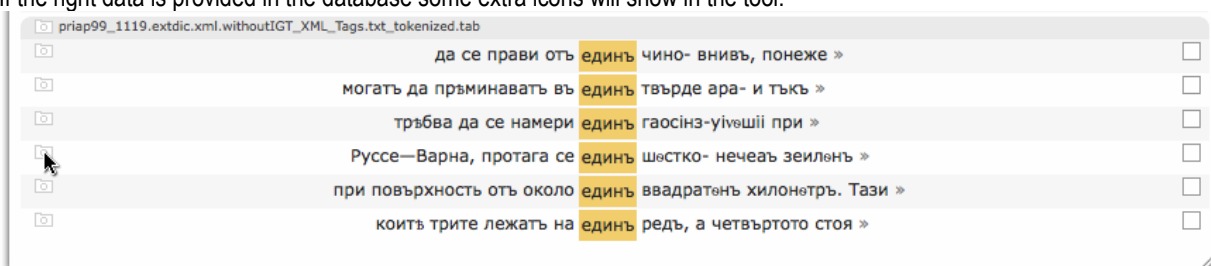 if the right data is provided in the database some extra icons will show in the tool.
priap99_1119.extdic.xml.withoutIGT_XML_Tags.txt_tokenized.tab
да се прави отъ единъ чино- внивъ, понеже »
могатъ да прѣминаватъ въ единъ твърде ара- и тъкъ »
трѣбва да се намери единъ гаосінз-уіѵѳшіі при »
Руссе—Варна, протага се единъ шѳстко- нечеаъ зеилѳнъ »
при повърхность отъ около единъ ввадратѳнъ хилонѳтръ. Тази »
коитѣ трите лежатъ на единъ редъ, а четвъртото стоя »